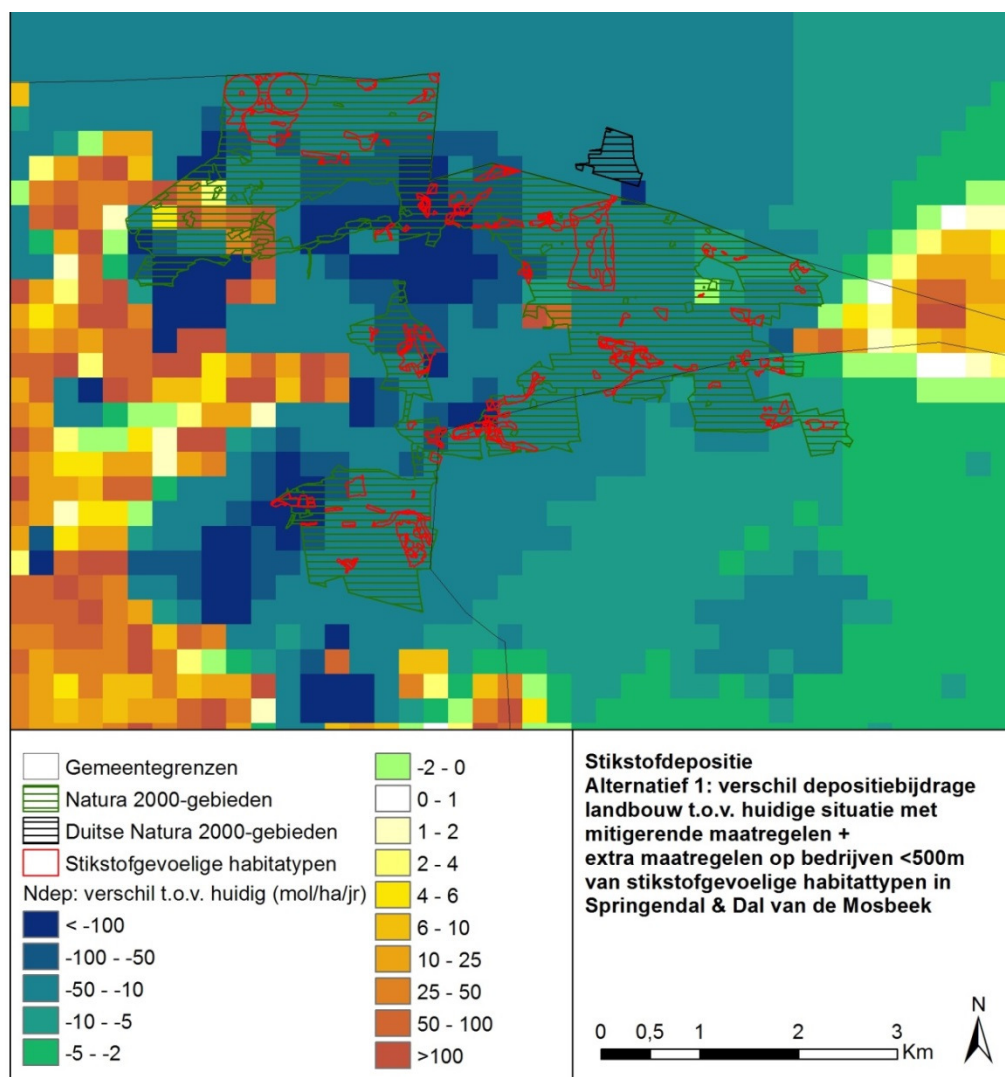 Gemeentegrenzen
Natura 2000-gebieden
Duitse Natura 2000-gebieden
Stikstofgevoelige habitatypen
Ndep: verschil t.o.v. huidig (mol/ha/jr)
< -100
-100 - -50
-50 - -10
-10 - -5
-5 - -2
-2 - 0
0 - 1
1 - 2
2 - 4
4 - 6
6 - 10
10 - 25
25 - 50
50 - 100
>100
Stikstofdepositie
Alternatief 1: verschil depositiebijdrage
landbouw t.o.v. huidige situatie met
mitigerende maatregelen +
extra maatregelen op bedrijven <500m
van stikstofgevoelige habitattypen in
Springendal & Dal van de Mosbeek
0 0,5 1 2 3
Km
N